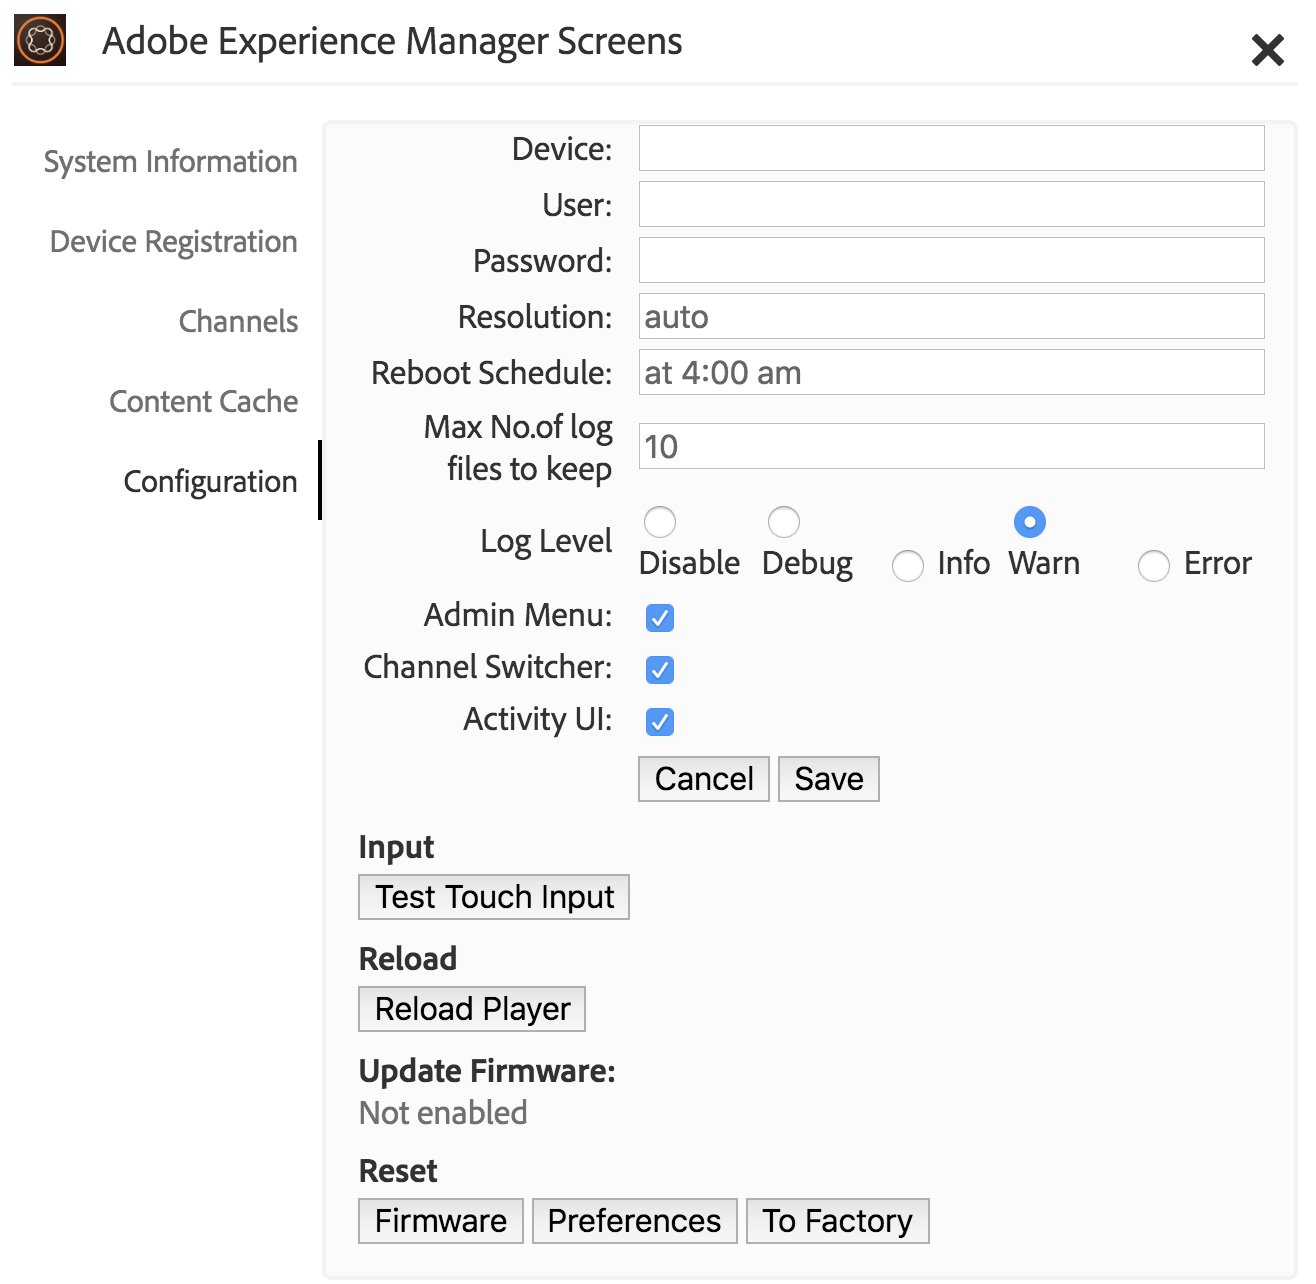 Adobe Experience Manager Screens
System Information
Device Registration
Channels
Content Cache
Configuration
Device:
User:
Password:
Resolution: auto
Reboot Schedule: at 4:00 am
Max No.of log
files to keep
10
Log Level
Disable Debug Info Warn Error
Admin Menu:
Channel Switcher:
Activity UI:
Cancel Save
Input
Test Touch Input
Reload
Reload Player
Update Firmware:
Not enabled
Reset
Firmware Preferences To Factory